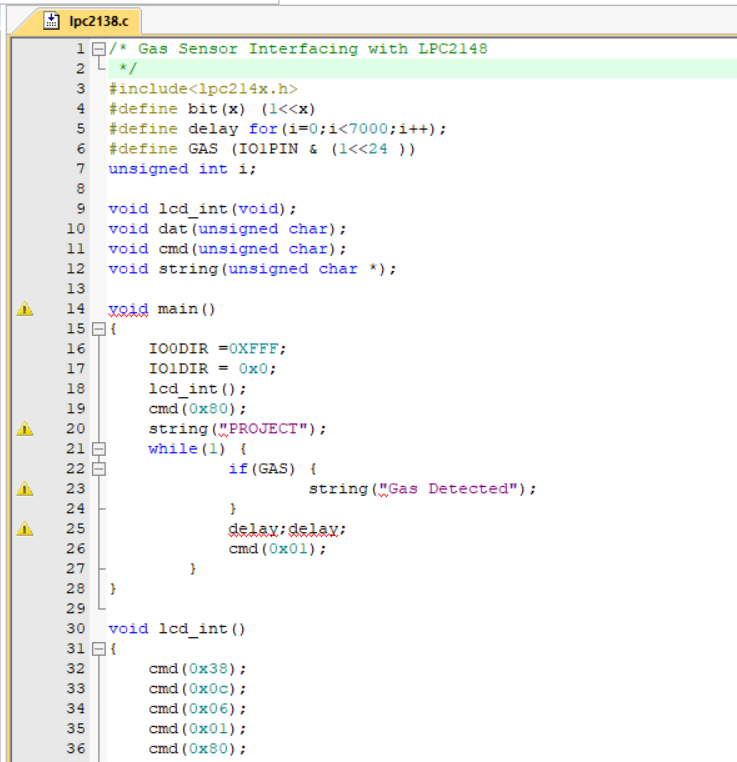 lpc2138.c
1 /* Gas Sensor Interfacing with LPC2148
2 */
3 #include<lpc214x.h>
4 #define bit(x) (1<<x)
5 #define delay for(i=0;i<7000;i++);
6 #define GAS (IO1PIN & (1<<24 ))
7 unsigned int i;
8
9 void lcd_int(void);
10 void dat(unsigned char);
11 void cmd(unsigned char);
12 void string(unsigned char *);
13
14 void main()
15 {
16 IO0DIR =0XFFF;
17 IO1DIR = 0x0;
18 lcd_int();
19 cmd(0x80);
20 string("PROJECT");
21 while(1) {
22 if(GAS) {
23 string("Gas Detected");
24 }
25 delay;delay;
26 cmd(0x01);
27 }
28 }
29
30 void lcd_int()
31 {
32 cmd(0x38);
33 cmd(0x0c);
34 cmd(0x06);
35 cmd(0x01);
36 cmd(0x80);